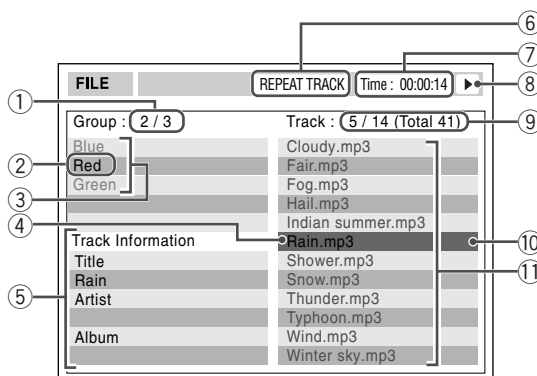 ⑥
⑦
FILE REPEAT TRACK Time : 00:00:14 ⑧
①
Group : 2 / 3 Track : 5 / 14 (Total 41) ⑨
Blue Cloudy.mp3
② Red Fair.mp3
Green Fog.mp3
③ Hail.mp3
④ Indian summer.mp3
Track Information Rain.mp3 ⑩
Title Shower.mp3
Rain Snow.mp3 ⑪
⑤ Artist Thunder.mp3
Typhoon.mp3
Album Wind.mp3
Winter sky.mp3